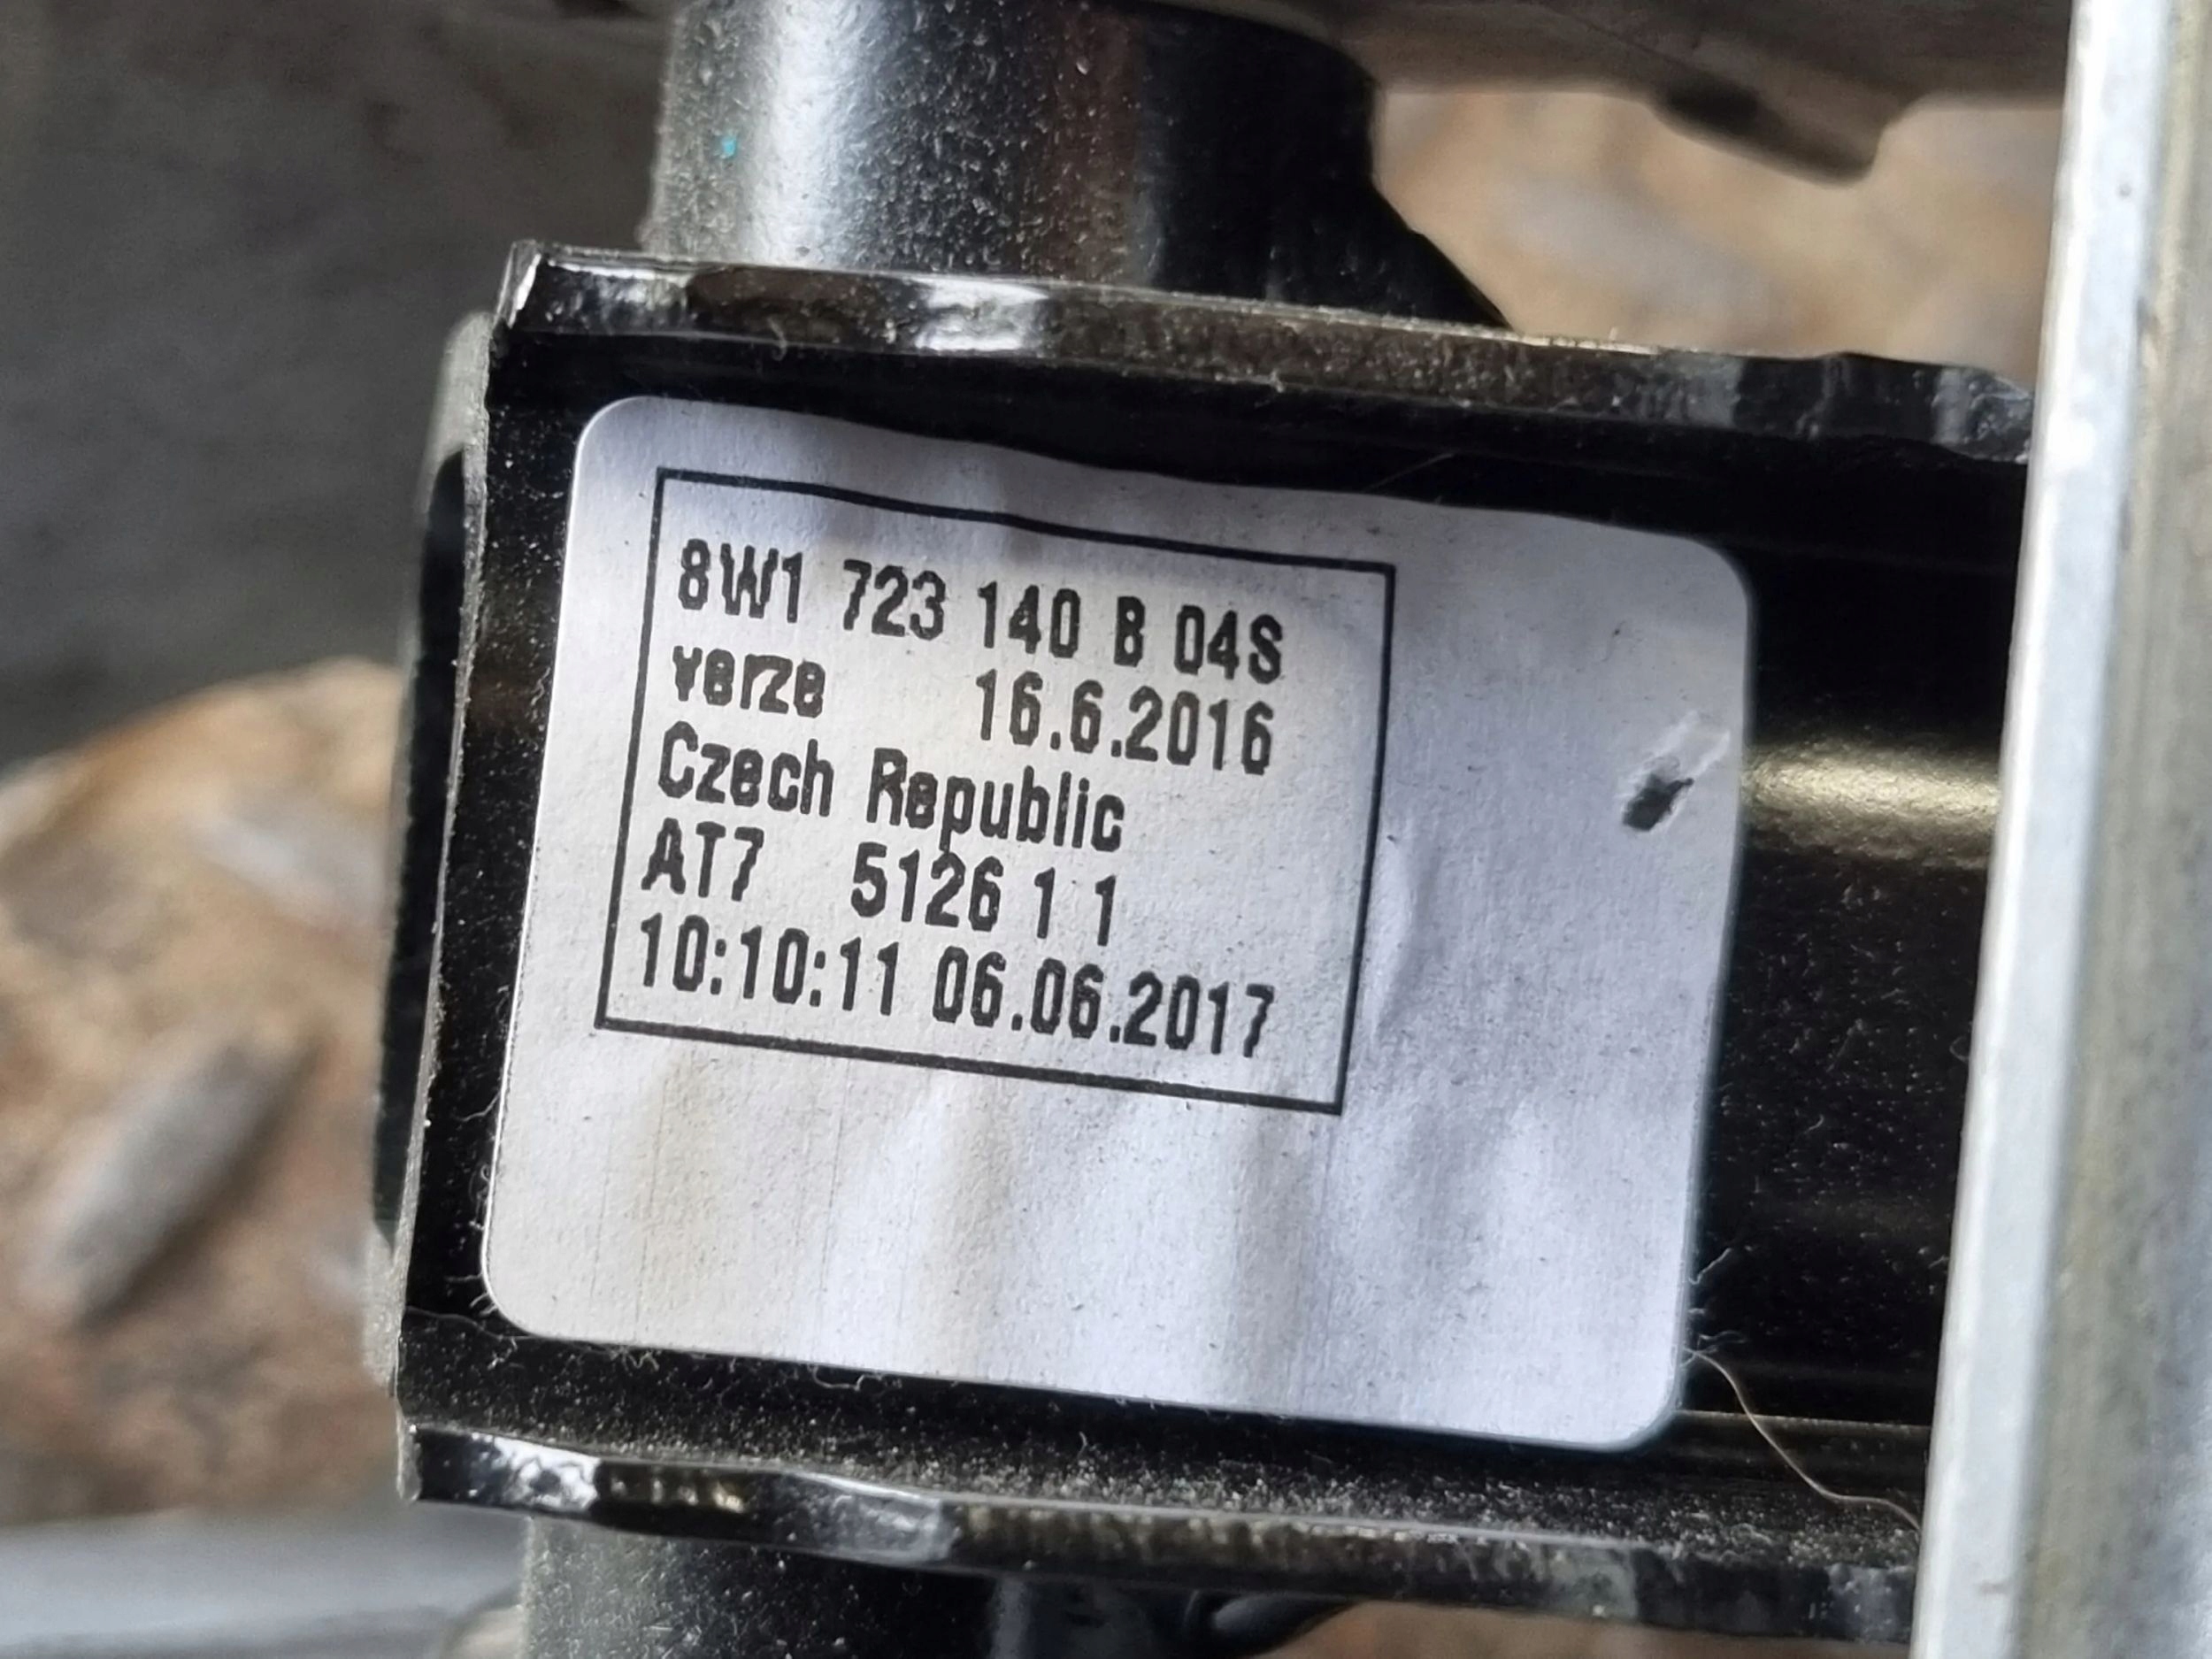 8W1 723 140 B 04S
verze 16.6.2016
Czech Republic
AT7 5126 1 1
10:10:11 06.06.2017